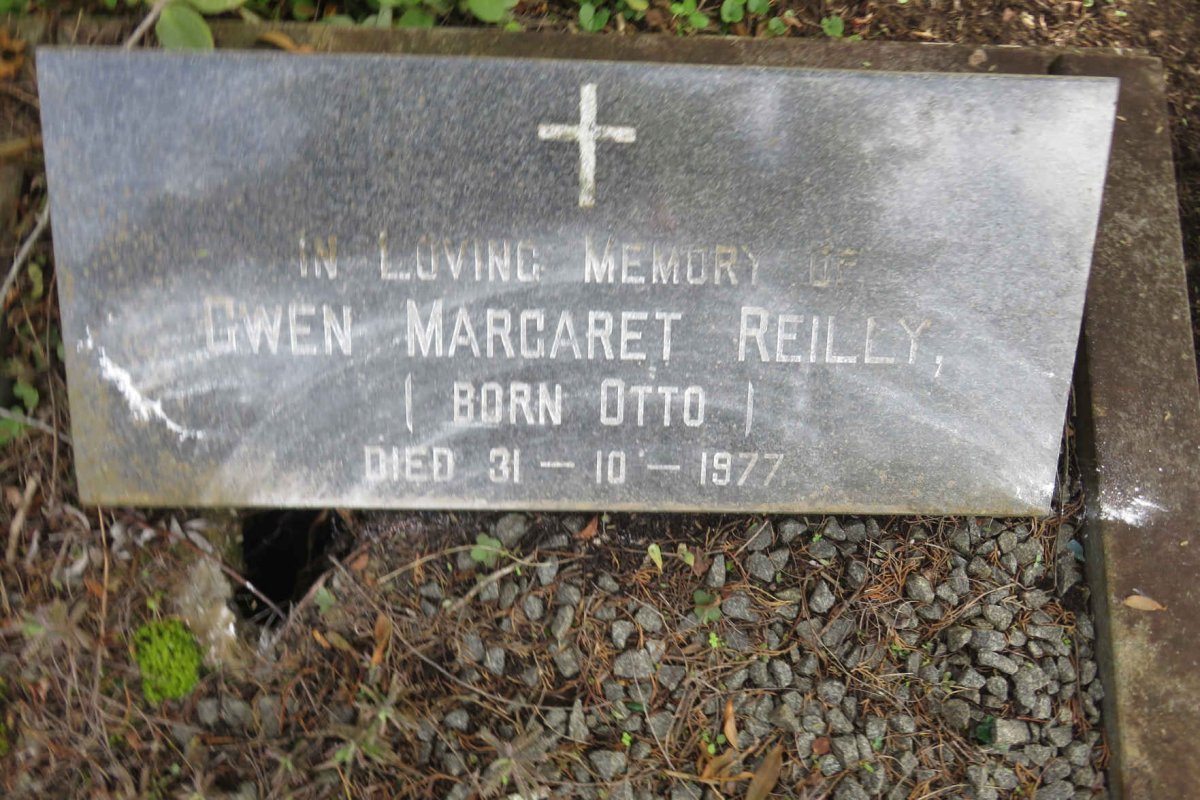 IN LOVING MEMORY OF
GWEN MARGARET REILLY,
( BORN OTTO )
DIED 31 – 10 – 1977